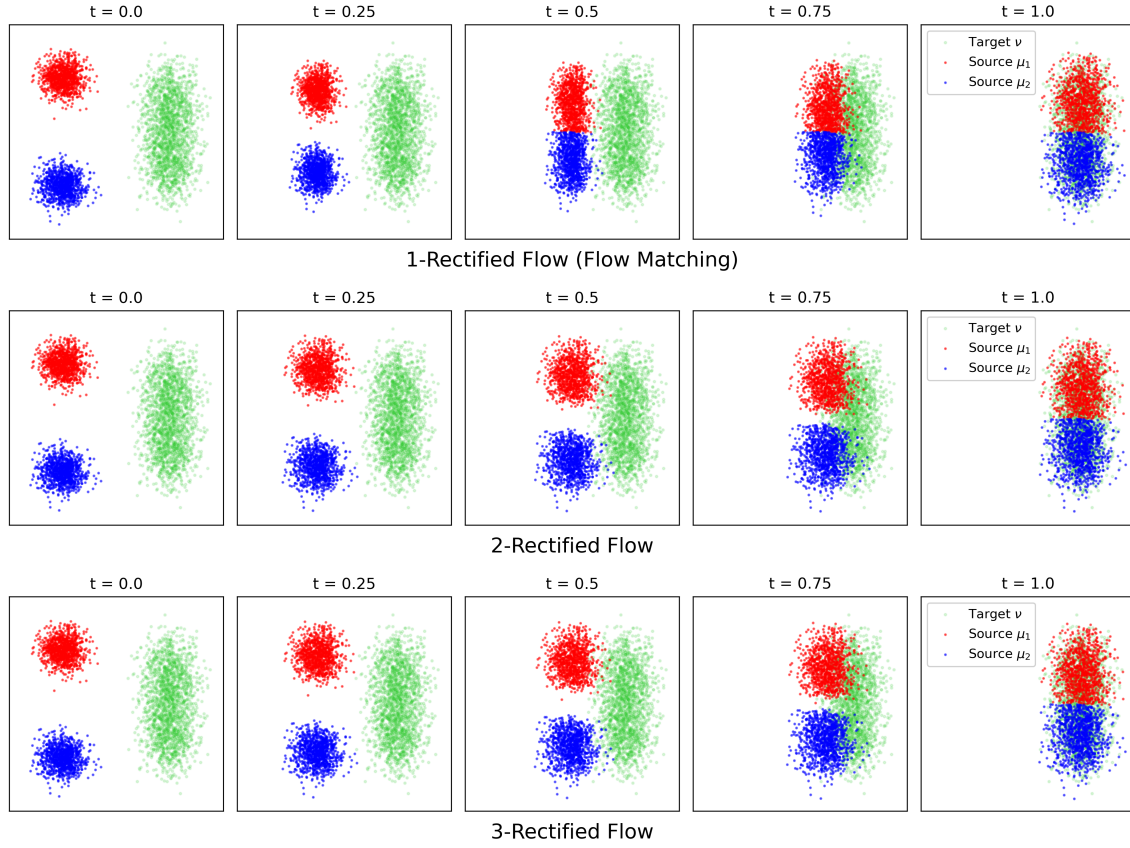 t = 0.0
t = 0.25
t = 0.5
t = 0.75
t = 1.0
Target ν
Source μ₁
Source μ₂
1-Rectified Flow (Flow Matching)
t = 0.0
t = 0.25
t = 0.5
t = 0.75
t = 1.0
Target ν
Source μ₁
Source μ₂
2-Rectified Flow
t = 0.0
t = 0.25
t = 0.5
t = 0.75
t = 1.0
Target ν
Source μ₁
Source μ₂
3-Rectified Flow